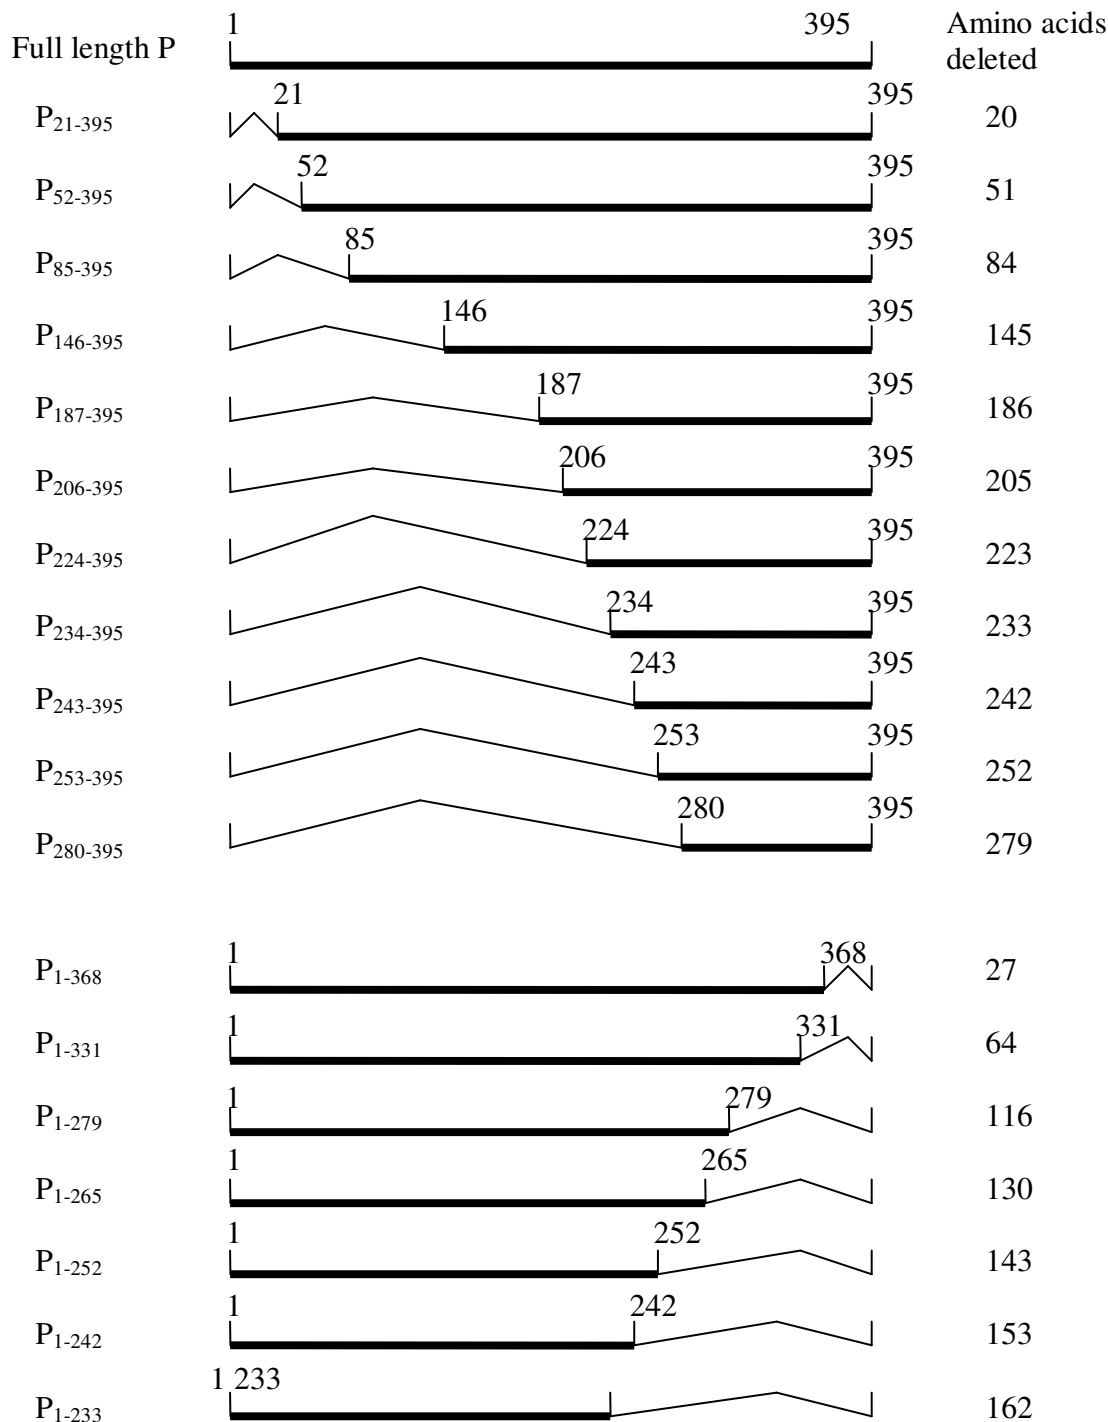 1 395 Amino acids
Full length P deleted
21 395
P21-395 20
52 395
P52-395 51
85 395
P85-395 84
146 395
P146-395 145
187 395
P187-395 186
206 395
P206-395 205
224 395
P224-395 223
234 395
P234-395 233
243 395
P243-395 242
253 395
P253-395 252
280 395
P280-395 279
1 368
P1-368 27
1 331
P1-331 64
1 279
P1-279 116
1 265
P1-265 130
1 252
P1-252 143
1 242
P1-242 153
1 233
P1-233 162